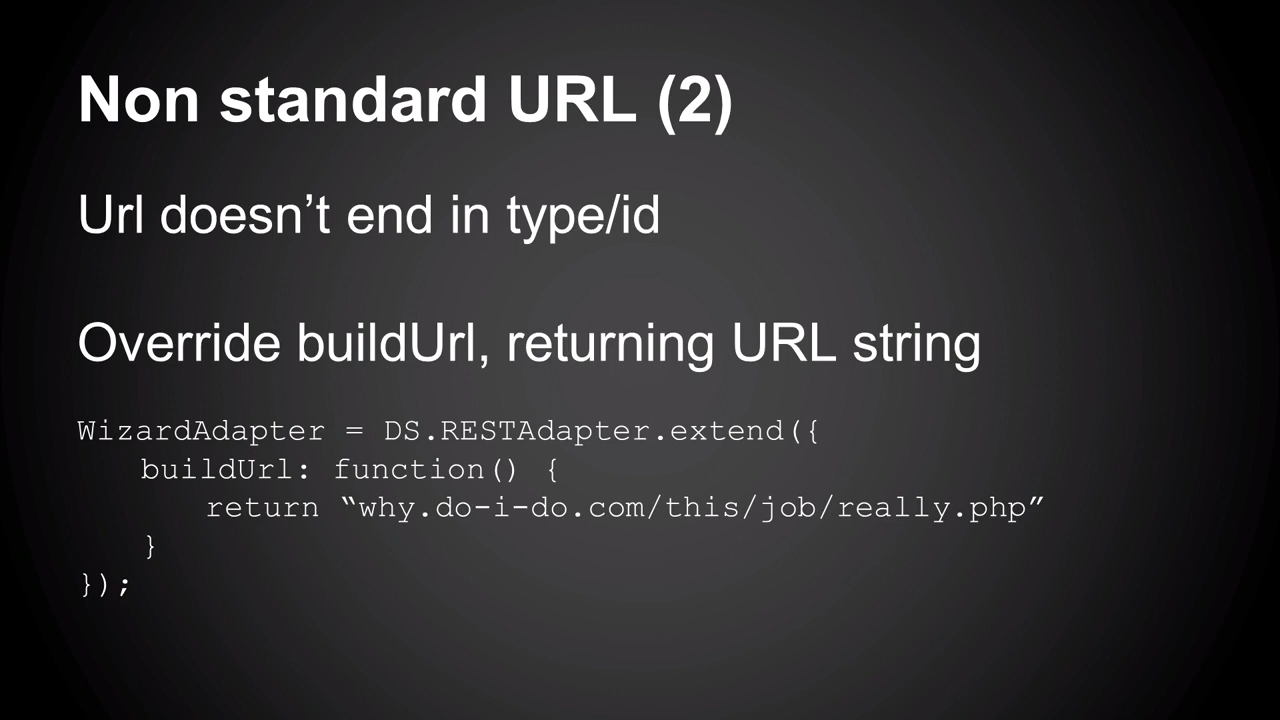 Non standard URL (2)
Url doesn’t end in type/id
Override buildUrl, returning URL string
WizardAdapter = DS.RESTAdapter.extend({
buildUrl: function() {
return “why.do-i-do.com/this/job/really.php”
}
});